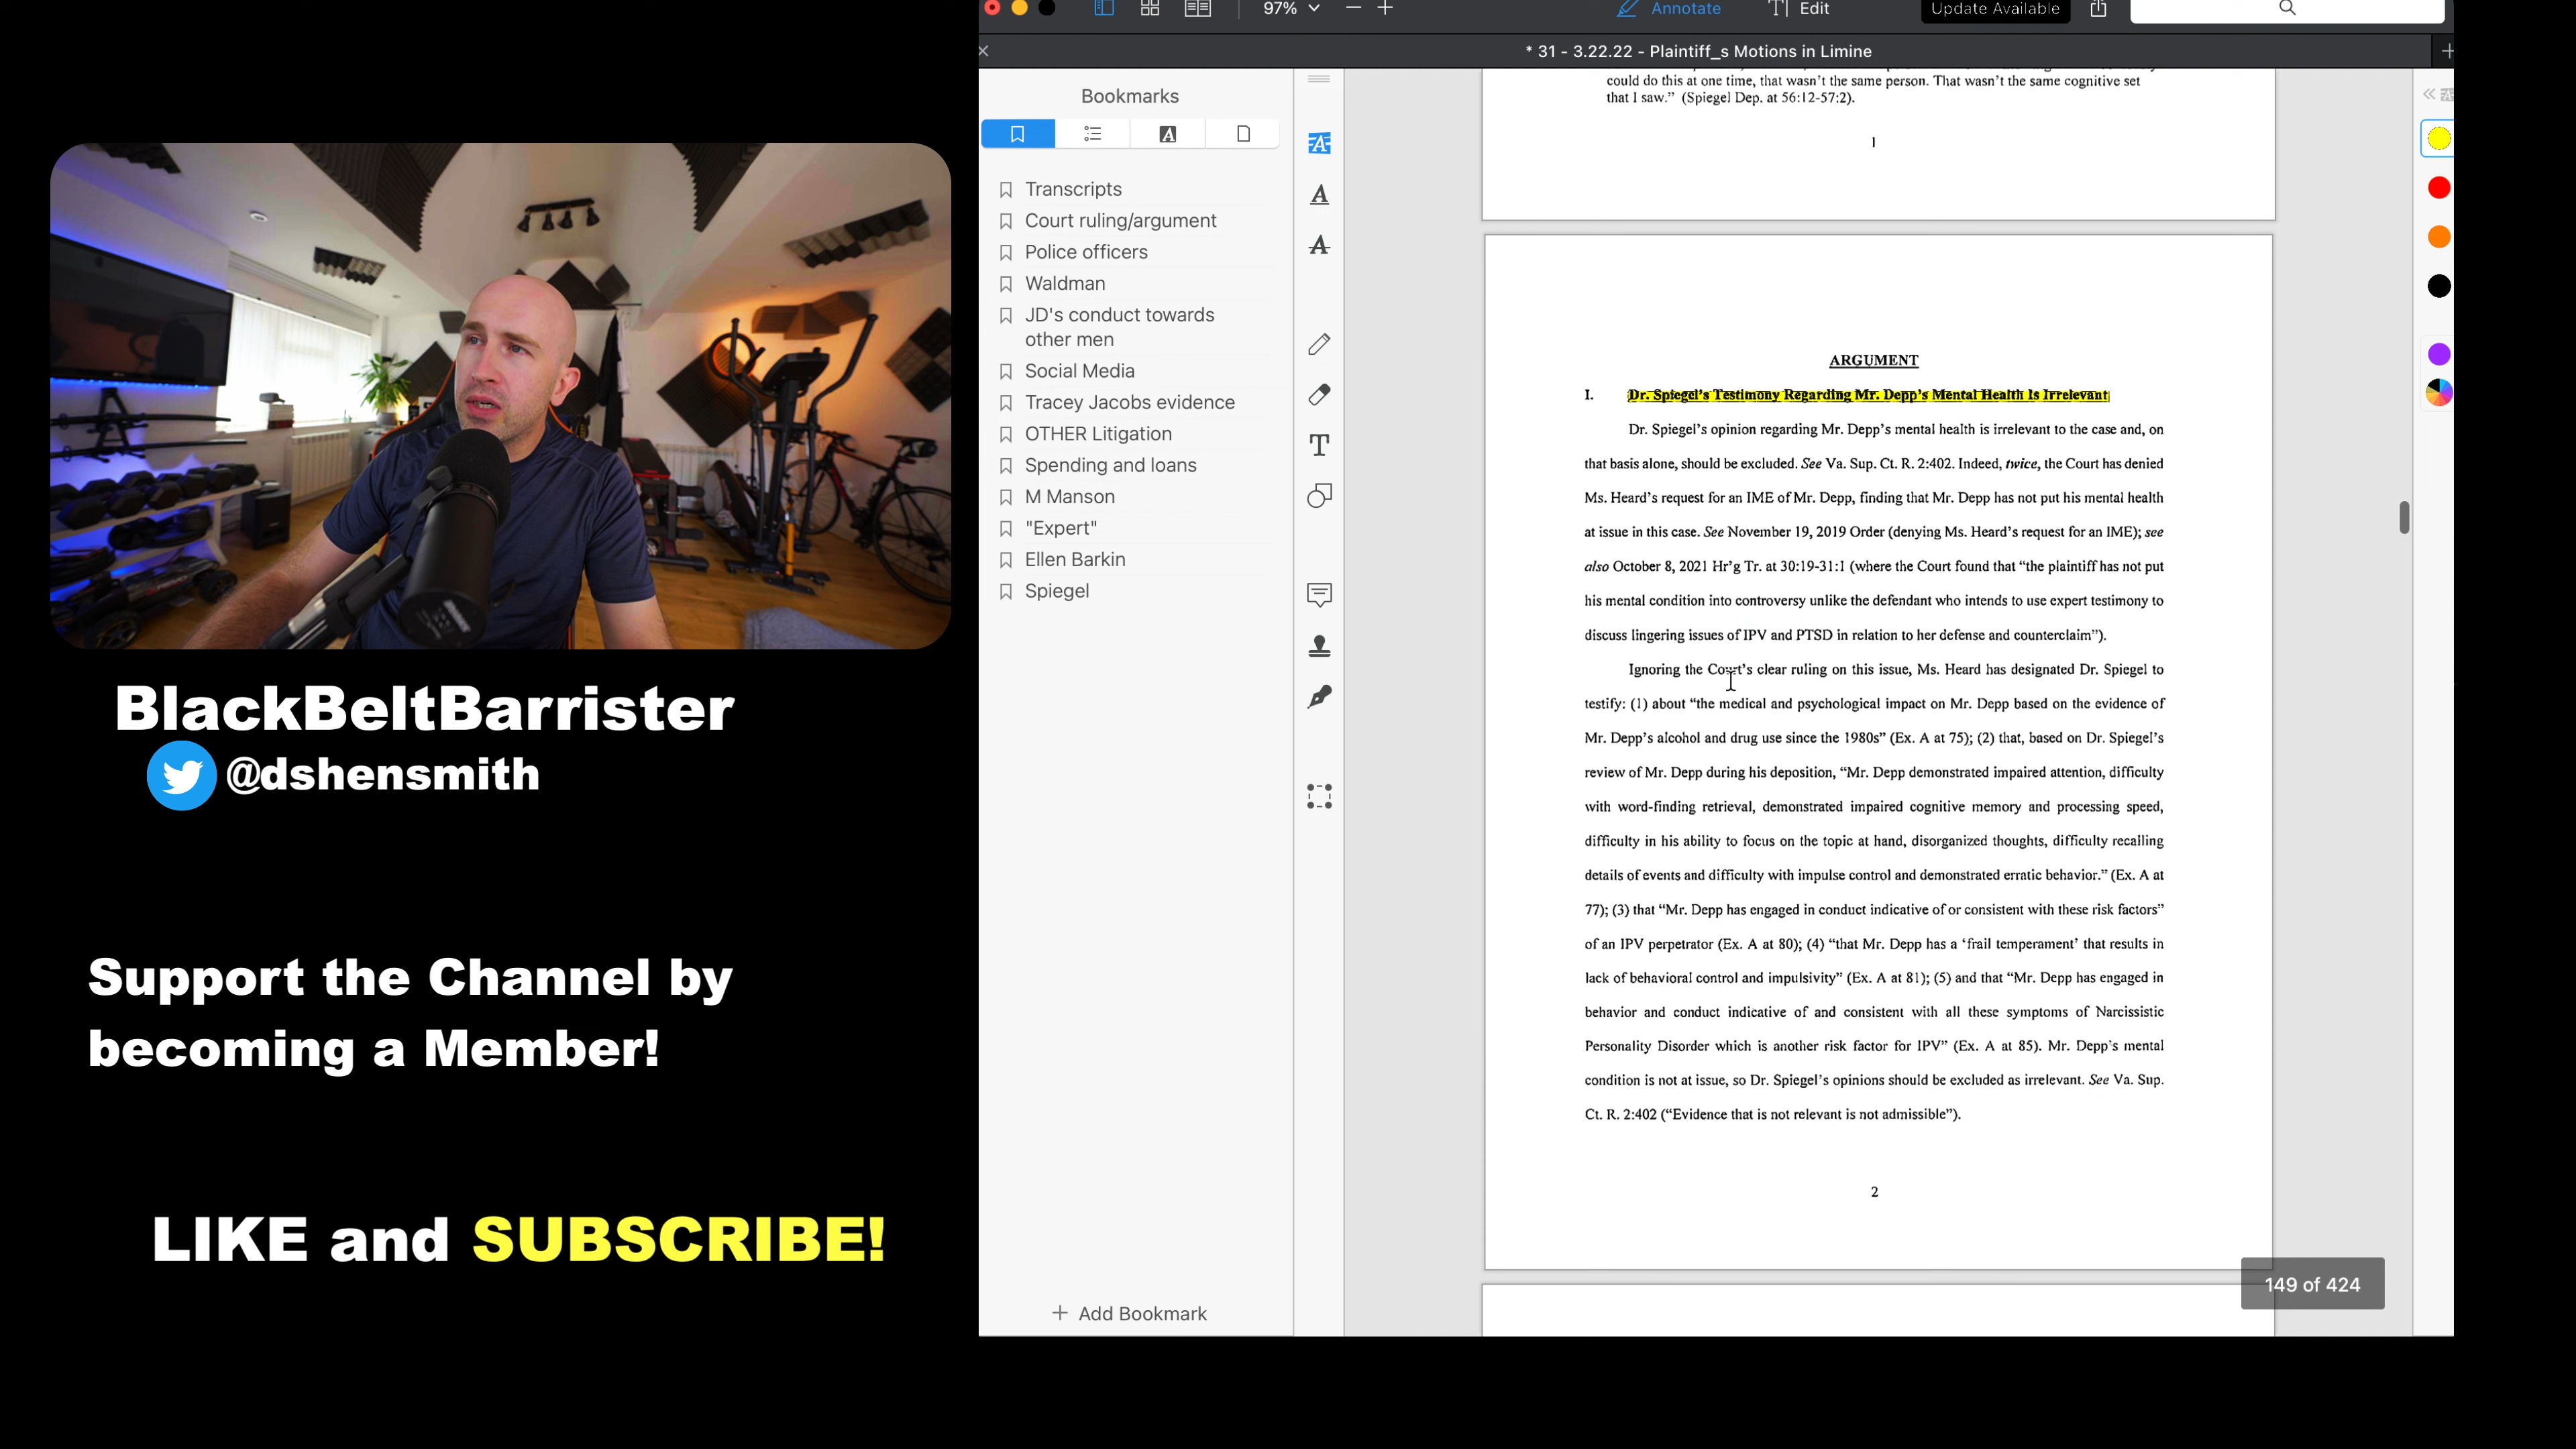 97%
Annotate
Edit
Update Available
* 31 - 3.22.22 - Plaintiff_s Motions in Limine
Bookmarks
Transcripts
Court ruling/argument
Police officers
Waldman
JD's conduct towards
other men
Social Media
Tracey Jacobs evidence
OTHER Litigation
Spending and loans
M Manson
"Expert"
Ellen Barkin
Spiegel
+ Add Bookmark
could do this at one time, that wasn't the same person. That wasn't the same cognitive set
that I saw." (Spiegel Dep. at 56:12-57:2).
1
ARGUMENT
I. Dr. Spiegel's Testimony Regarding Mr. Depp's Mental Health Is Irrelevant
Dr. Spiegel's opinion regarding Mr. Depp's mental health is irrelevant to the case and, on
that basis alone, should be excluded. See Va. Sup. Ct. R. 2:402. Indeed, twice, the Court has denied
Ms. Heard's request for an IME of Mr. Depp, finding that Mr. Depp has not put his mental health
at issue in this case. See November 19, 2019 Order (denying Ms. Heard's request for an IME); see
also October 8, 2021 Hr'g Tr. at 30:19-31:1 (where the Court found that "the plaintiff has not put
his mental condition into controversy unlike the defendant who intends to use expert testimony to
discuss lingering issues of IPV and PTSD in relation to her defense and counterclaim").
Ignoring the Court's clear ruling on this issue, Ms. Heard has designated Dr. Spiegel to
testify: (1) about "the medical and psychological impact on Mr. Depp based on the evidence of
Mr. Depp's alcohol and drug use since the 1980s" (Ex. A at 75); (2) that, based on Dr. Spiegel's
review of Mr. Depp during his deposition, "Mr. Depp demonstrated impaired attention, difficulty
with word-finding retrieval, demonstrated impaired cognitive memory and processing speed,
difficulty in his ability to focus on the topic at hand, disorganized thoughts, difficulty recalling
details of events and difficulty with impulse control and demonstrated erratic behavior." (Ex. A at
77); (3) that "Mr. Depp has engaged in conduct indicative of or consistent with these risk factors"
of an IPV perpetrator (Ex. A at 80); (4) "that Mr. Depp has a 'frail temperament' that results in
lack of behavioral control and impulsivity" (Ex. A at 81); (5) and that "Mr. Depp has engaged in
behavior and conduct indicative of and consistent with all these symptoms of Narcissistic
Personality Disorder which is another risk factor for IPV" (Ex. A at 85). Mr. Depp's mental
condition is not at issue, so Dr. Spiegel's opinions should be excluded as irrelevant. See Va. Sup.
Ct. R. 2:402 ("Evidence that is not relevant is not admissible").
2
149 of 424
BlackBeltBarrister
@dshensmith
Support the Channel by
becoming a Member!
LIKE and SUBSCRIBE!